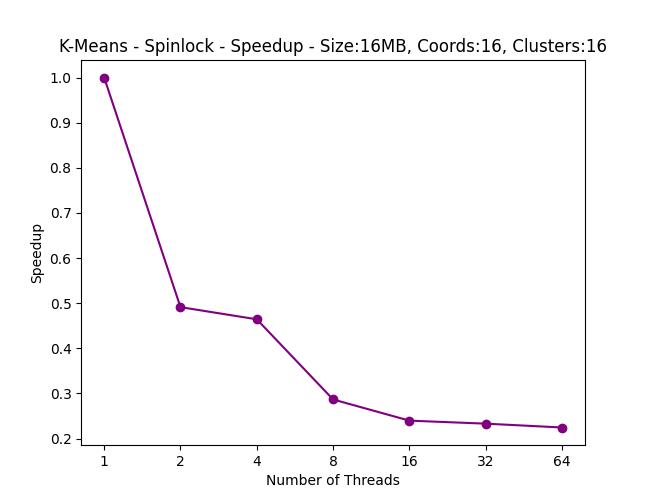 K-Means - Spinlock - Speedup - Size:16MB, Coords:16, Clusters:16
1.0
0.9
0.8
0.7
0.6
0.5
0.4
0.3
0.2
Speedup
1 2 4 8 16 32 64
Number of Threads